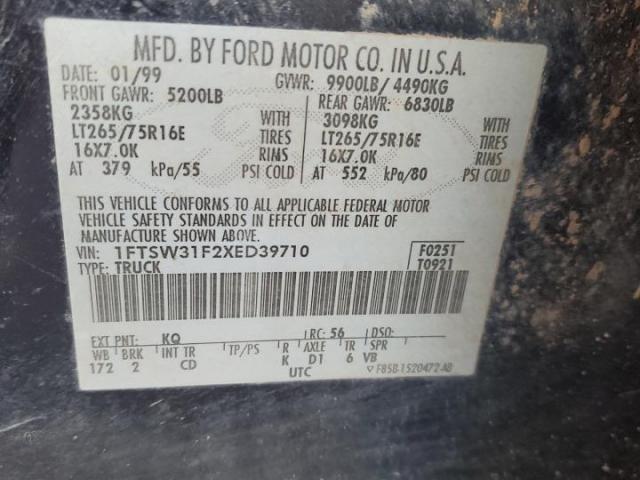 MFD. BY FORD MOTOR CO. IN U.S.A.
DATE: 01/99 GVWR: 9900LB/ 4490KG
FRONT GAWR: 5200LB REAR GAWR: 6830LB
2358KG WITH 3098KG WITH
LT265/75R16E TIRES LT265/75R16E TIRES
16X7.0K RIMS 16X7.0K RIMS
AT 379 kPa/55 PSI COLD AT 552 kPa/80 PSI COLD
THIS VEHICLE CONFORMS TO ALL APPLICABLE FEDERAL MOTOR
VEHICLE SAFETY STANDARDS IN EFFECT ON THE DATE OF
MANUFACTURE SHOWN ABOVE.
VIN: 1FTSW31F2XED39710 F0251
TYPE: TRUCK T0921
EXT PNT: KQ RC: 56 DSO:
WB BRK INT TR TP/PS R AXLE TR SPR
172 2 CD K D1 6 VB
UTC F85B-1520472-AB